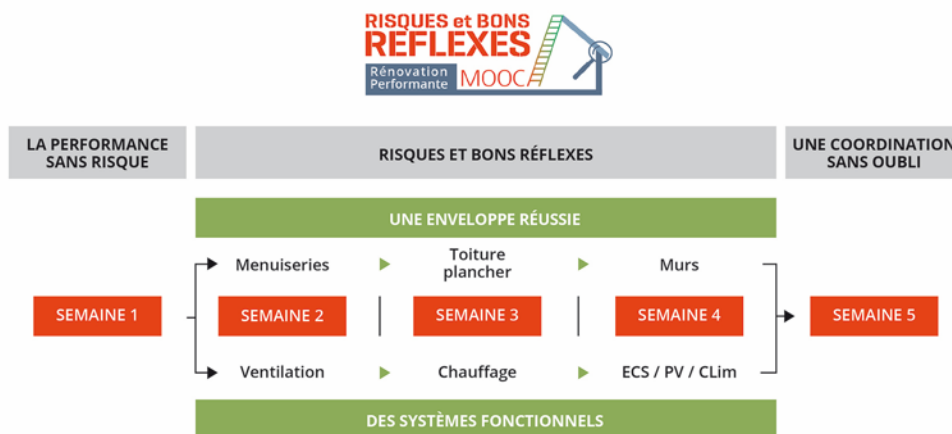 RISQUES et BONS
RÉFLEXES
Rénovation
Performante
MOOC
LA PERFORMANCE
SANS RISQUE
RISQUES ET BONS RÉFLEXES
UNE COORDINATION
SANS OUBLI
UNE ENVELOPPE RÉUSSIE
Menuiseries
Toiture
plancher
Murs
SEMAINE 1
SEMAINE 2
SEMAINE 3
SEMAINE 4
SEMAINE 5
Ventilation
Chauffage
ECS / PV / CLim
DES SYSTÈMES FONCTIONNELS